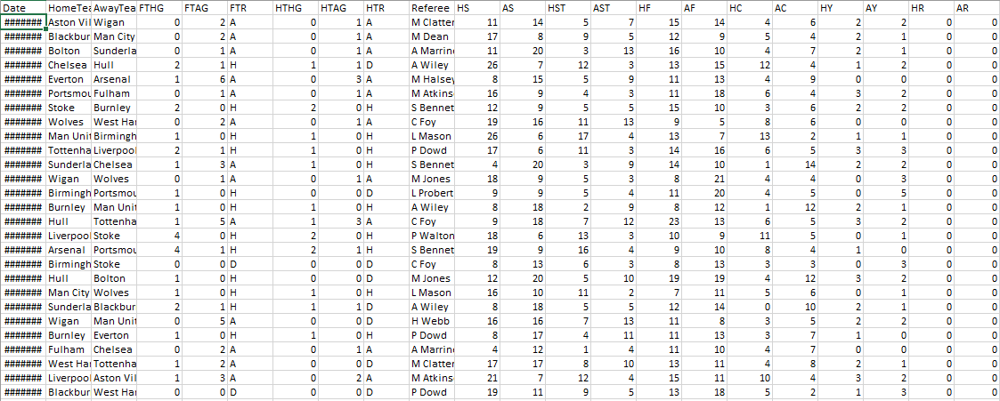 Date HomeTea AwayTea FTHG FTAG FTR HTHG HTAG HTR Referee HS AS HST AST HF AF HC AC HY AY HR AR
####### Aston Vil Wigan 0 2 A 0 1 A M Clatter 11 14 5 7 15 14 4 6 2 2 0 0
####### Blackbur Man City 0 2 A 0 1 A M Dean 17 8 9 5 12 9 5 4 2 1 0 0
####### Bolton Sunderla 0 1 A 0 1 A A Marrine 11 20 3 13 16 10 4 7 2 1 0 0
####### Chelsea Hull 2 1 H 1 1 D A Wiley 26 7 12 3 13 15 12 4 1 2 0 0
####### Everton Arsenal 1 6 A 0 3 A M Halsey 8 15 5 9 11 13 4 9 0 0 0 0
####### Portsmou Fulham 0 1 A 0 1 A M Atkins 16 9 4 3 11 18 6 4 3 2 0 0
####### Stoke Burnley 2 0 H 2 0 H S Bennet 12 9 5 5 15 10 3 6 2 2 0 0
####### Wolves West Ha 0 2 A 0 1 A C Foy 19 16 11 13 9 5 8 6 0 0 0 0
####### Man Unit Birmingh 1 0 H 1 0 H L Mason 26 6 17 4 13 7 13 2 1 1 0 0
####### Tottenha Liverpool 2 1 H 1 0 H P Dowd 17 6 11 3 14 16 6 5 3 3 0 0
####### Sunderla Chelsea 1 3 A 1 0 H S Bennet 4 20 3 9 14 10 1 14 2 2 0 0
####### Wigan Wolves 0 1 A 0 1 A M Jones 18 9 5 3 8 21 4 4 0 3 0 0
####### Birmingh Portsmou 1 0 H 0 0 D L Probert 9 9 5 4 11 20 4 5 0 5 0 0
####### Burnley Man Unit 1 0 H 1 0 H A Wiley 8 18 2 9 8 12 1 12 2 1 0 0
####### Hull Tottenha 1 5 A 1 3 A C Foy 9 18 7 12 23 13 6 5 3 2 0 0
####### Liverpool Stoke 4 0 H 2 0 H P Walton 18 6 13 3 10 9 11 5 0 1 0 0
####### Arsenal Portsmou 4 1 H 2 1 H S Bennet 19 9 16 4 9 10 8 4 1 0 0 0
####### Birmingh Stoke 0 0 D 0 0 D C Foy 8 13 6 3 8 13 3 3 0 3 0 0
####### Hull Bolton 1 0 H 0 0 D M Jones 12 20 5 10 19 19 4 12 3 2 0 0
####### Man City Wolves 1 0 H 1 0 H L Mason 16 10 11 2 7 11 5 6 0 1 0 0
####### Sunderla Blackbur 2 1 H 1 1 D A Wiley 8 18 5 5 12 14 0 10 2 1 0 0
####### Wigan Man Unit 0 5 A 0 0 D H Webb 16 16 7 13 11 8 3 5 2 2 0 0
####### Burnley Everton 1 0 H 1 0 H P Dowd 8 17 4 11 11 13 3 7 1 0 0 0
####### Fulham Chelsea 0 2 A 0 1 A A Marrine 4 12 1 4 11 10 4 7 0 0 0 0
####### West Ha Tottenha 1 2 A 0 0 D M Clatter 17 17 8 10 13 11 4 8 2 1 0 0
####### Liverpool Aston Vil 1 3 A 0 2 A M Atkins 21 7 12 4 15 11 10 4 3 2 0 0
####### Blackbur West Ha 0 0 D 0 0 D P Dowd 19 11 9 5 13 18 5 2 1 3 0 0